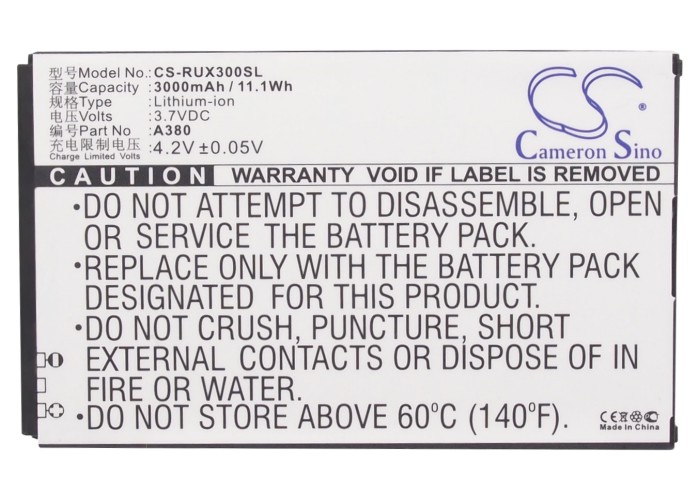 型号Model No.: CS-RUX300SL
容量Capacity: 3000mAh / 11.1Wh
类型Type: Lithium-ion
电压Volts: 3.7VDC
编号Part No: A380
充电限制电压: 4.2V±0.05V
Charge Limited Volts
CS
Cameron Sino
CAUTION WARRANTY VOID IF LABEL IS REMOVED
•DO NOT ATTEMPT TO DISASSEMBLE, OPEN
OR SERVICE THE BATTERY PACK.
•REPLACE ONLY WITH THE BATTERY PACK
DESIGNATED FOR THIS PRODUCT.
•DO NOT CRUSH, PUNCTURE, SHORT
EXTERNAL CONTACTS OR DISPOSE OF IN
FIRE OR WATER.
•DO NOT STORE ABOVE 60°C (140°F).
Made In China